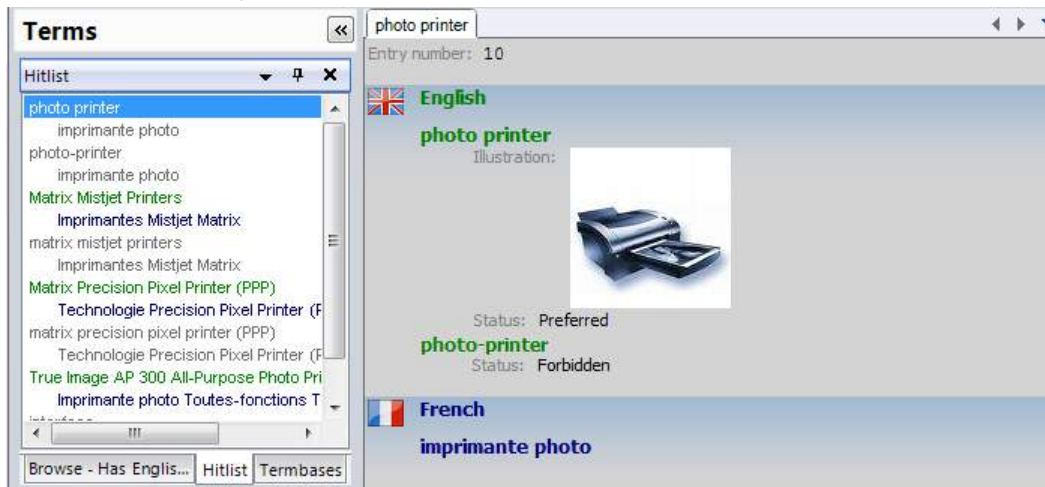 Terms
Hitlist
photo printer
imprimante photo
photo-printer
imprimante photo
Matrix Mistjet Printers
Imprimantes Mistjet Matrix
matrix mistjet printers
Imprimantes Mistjet Matrix
Matrix Precision Pixel Printer (PPP)
Technologie Precision Pixel Printer (F
matrix precision pixel printer (PPP)
Technologie Precision Pixel Printer (F
True Image AP 300 All-Purpose Photo Pri
Imprimante photo Toutes-fonctions T
Browse - Has Englis...
Hitlist
Termbases
photo printer
Entry number: 10
English
photo printer
Illustration:
Status: Preferred
photo-printer
Status: Forbidden
French
imprimante photo